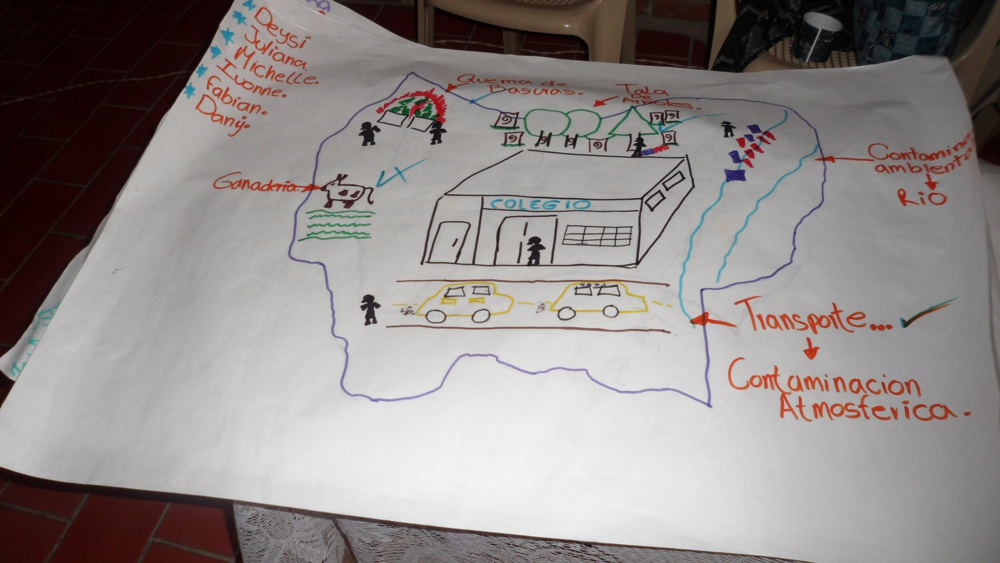 Deysi
Juliana
Michelle.
Ivonne.
Fabian.
Dany.
Quema de
Basuras.
Tala
De
Arboles.
Ganaderia
COLEGIO
ambiental
RiO
Transporte...
Contaminacion
Atmosferica.